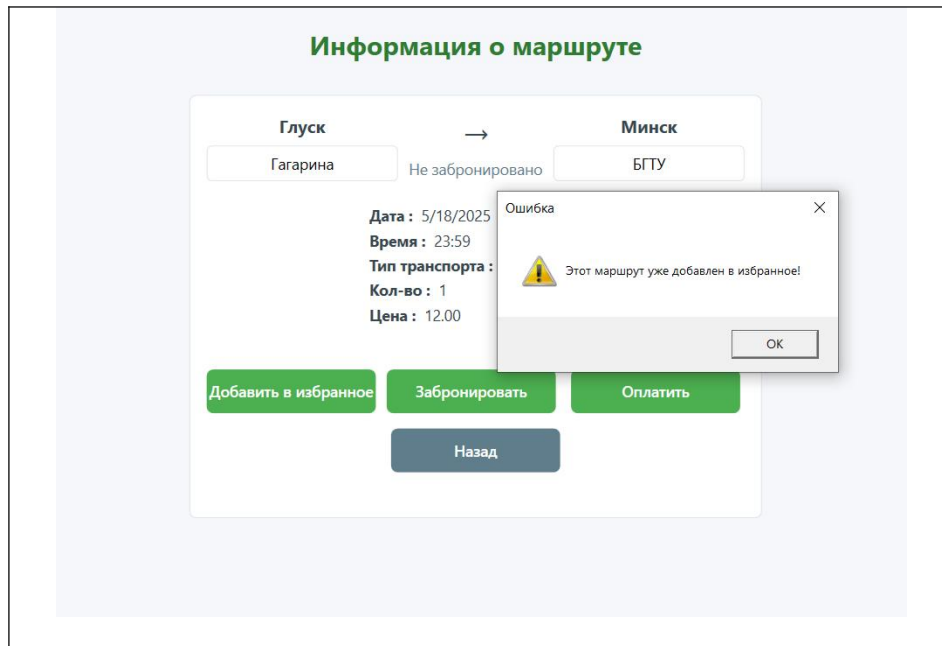 Информация о маршруте
Глуск → Минск
Гагарина Не забронировано БГТУ
Дата : 5/18/2025
Время : 23:59
Тип транспорта :
Кол-во : 1
Цена : 12.00
Ошибка
Этот маршрут уже добавлен в избранное!
ОК
Добавить в избранное Забронировать Оплатить
Назад